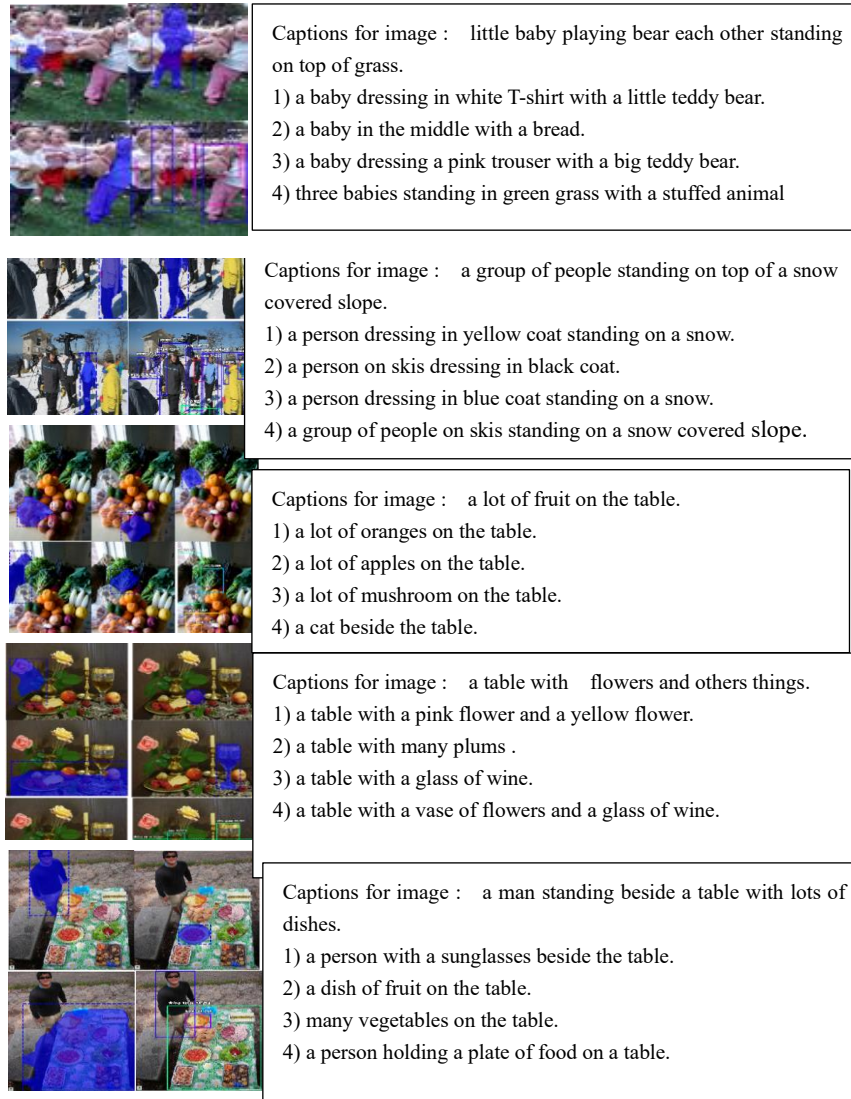 Captions for image : little baby playing bear each other standing
on top of grass.
1) a baby dressing in white T-shirt with a little teddy bear.
2) a baby in the middle with a bread.
3) a baby dressing a pink trouser with a big teddy bear.
4) three babies standing in green grass with a stuffed animal
Captions for image : a group of people standing on top of a snow
covered slope.
1) a person dressing in yellow coat standing on a snow.
2) a person on skis dressing in black coat.
3) a person dressing in blue coat standing on a snow.
4) a group of people on skis standing on a snow covered slope.
Captions for image : a lot of fruit on the table.
1) a lot of oranges on the table.
2) a lot of apples on the table.
3) a lot of mushroom on the table.
4) a cat beside the table.
Captions for image : a table with flowers and others things.
1) a table with a pink flower and a yellow flower.
2) a table with many plums .
3) a table with a glass of wine.
4) a table with a vase of flowers and a glass of wine.
Captions for image : a man standing beside a table with lots of
dishes.
1) a person with a sunglasses beside the table.
2) a dish of fruit on the table.
3) many vegetables on the table.
4) a person holding a plate of food on a table.